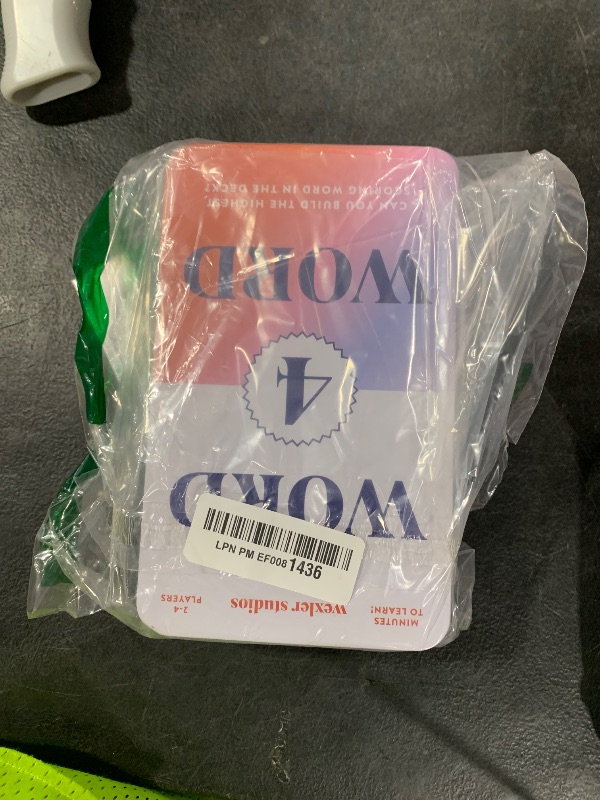 MINUTES
TO LEARN!
wexler studios
2-4
PLAYERS
WORD
4
WORD
CAN YOU BUILD THE HIGHEST
SCORING WORD IN THE DECK?
LPN PM EF0081436